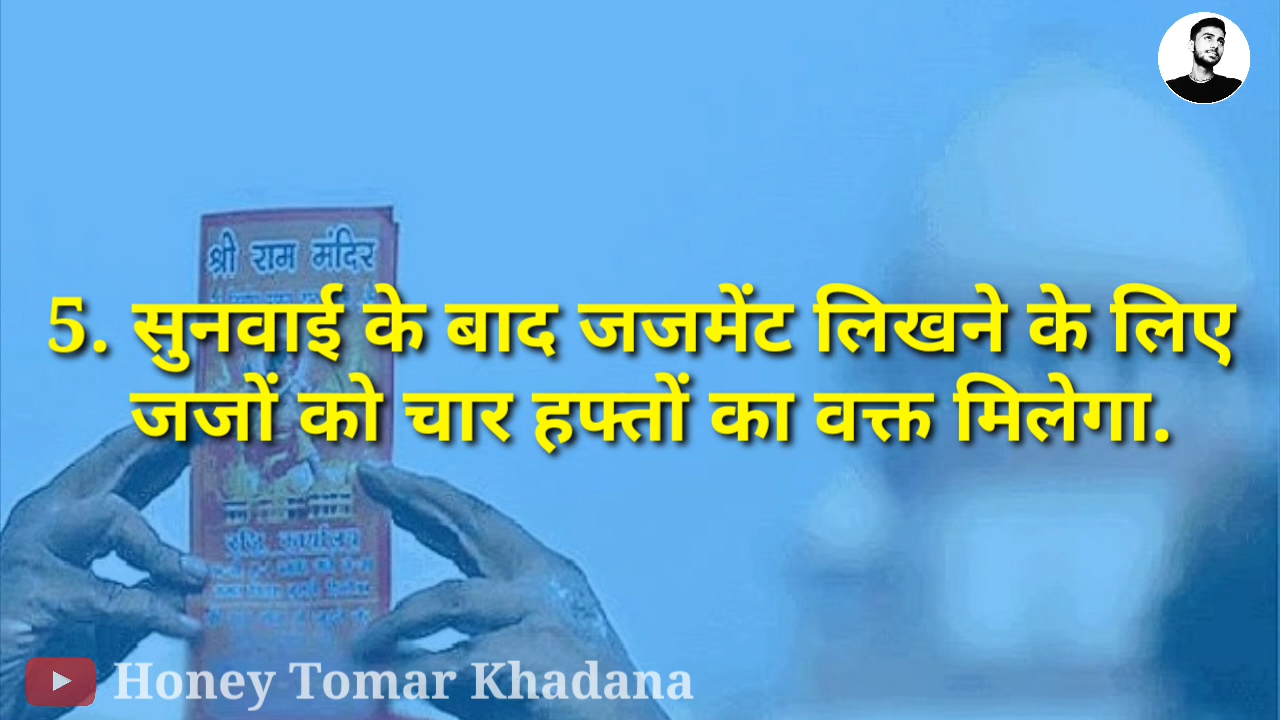 श्री राम मंदिर
5. सुनवाई के बाद जजमेंट लिखने के लिए
जजों को चार हफ्तों का वक्त मिलेगा.
Honey Tomar Khadana